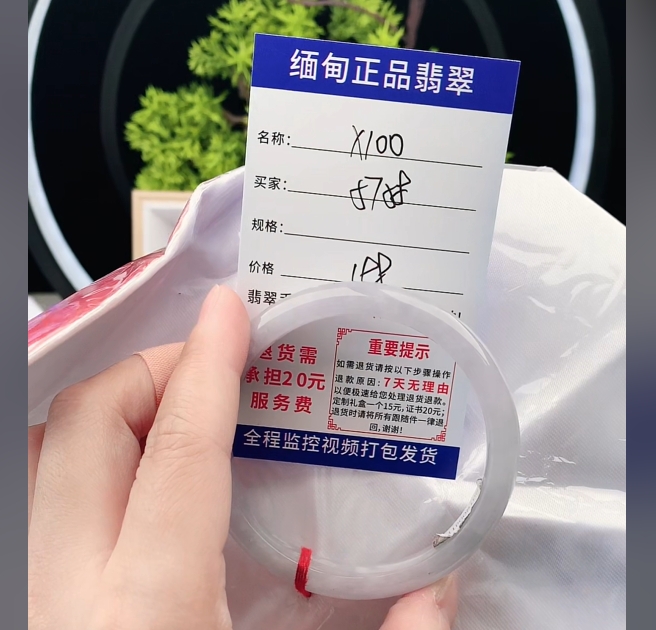 缅甸正品翡翠
名称： X100
买家： 8788
规格：
价格 188
翡翠
退货需
承担20元
服务费
重要提示
如需退货请按以下步骤操作
退款原因：7天无理由
以便极速给您处理退货退款。
定制礼盒一个15元，证书20元；
退货时请将所有跟随件一律退
回，谢谢！
全程监控视频打包发货